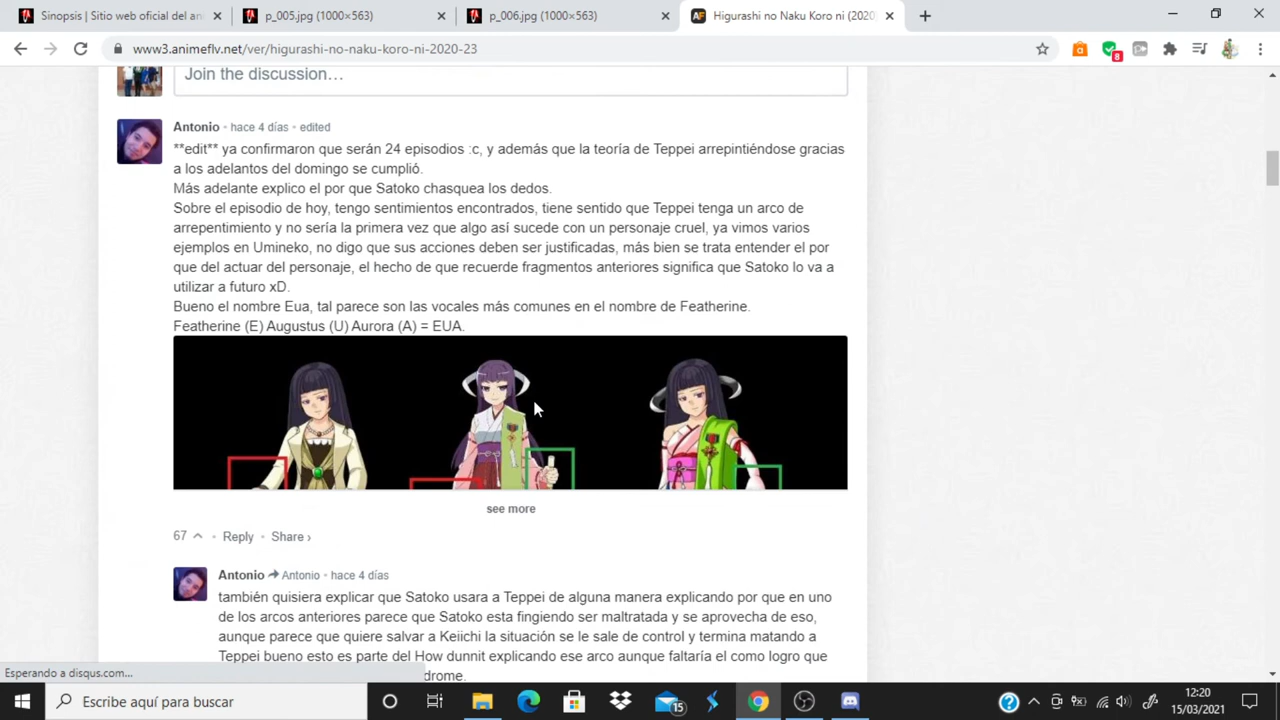 Sinopsis | Sitio web oficial del an
p_005.jpg (1000×563)
p_006.jpg (1000×563)
Higurashi no Naku Koro ni (2020)
www3.animeflv.net/ver/higurashi-no-naku-koro-ni-2020-23
8
Join the discussion…
Antonio • hace 4 días • edited
**edit** ya confirmaron que serán 24 episodios :c, y además que la teoría de Teppei arrepintiéndose gracias
a los adelantos del domingo se cumplió.
Más adelante explico el por que Satoko chasquea los dedos.
Sobre el episodio de hoy, tengo sentimientos encontrados, tiene sentido que Teppei tenga un arco de
arrepentimiento y no sería la primera vez que algo así sucede con un personaje cruel, ya vimos varios
ejemplos en Umineko, no digo que sus acciones deben ser justificadas, más bien se trata entender el por
que del actuar del personaje, el hecho de que recuerde fragmentos anteriores significa que Satoko lo va a
utilizar a futuro xD.
Bueno el nombre Eua, tal parece son las vocales más comunes en el nombre de Featherine.
Featherine (E) Augustus (U) Aurora (A) = EUA.
see more
67 • Reply • Share ›
Antonio Antonio • hace 4 días
también quisiera explicar que Satoko usara a Teppei de alguna manera explicando por que en uno
de los arcos anteriores parece que Satoko esta fingiendo ser maltratada y se aprovecha de eso,
aunque parece que quiere salvar a Keiichi la situación se le sale de control y termina matando a
Teppei bueno esto es parte del How dunnit explicando ese arco aunque faltaría el como logro que
drome.
Esperando a disqus.com...
Escribe aquí para buscar
15
12:20
15/03/2021